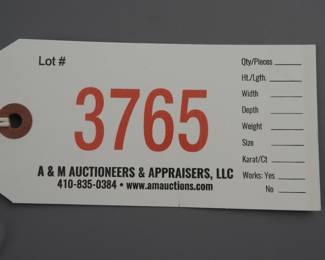 Lot #
3765
A & M AUCTIONEERS & APPRAISERS, LLC
410-835-0384 • www.amauctions.com
Qty/Pieces
Ht./Lgth.
Width
Depth
Weight
Size
Karat/Ct
Works: Yes
No